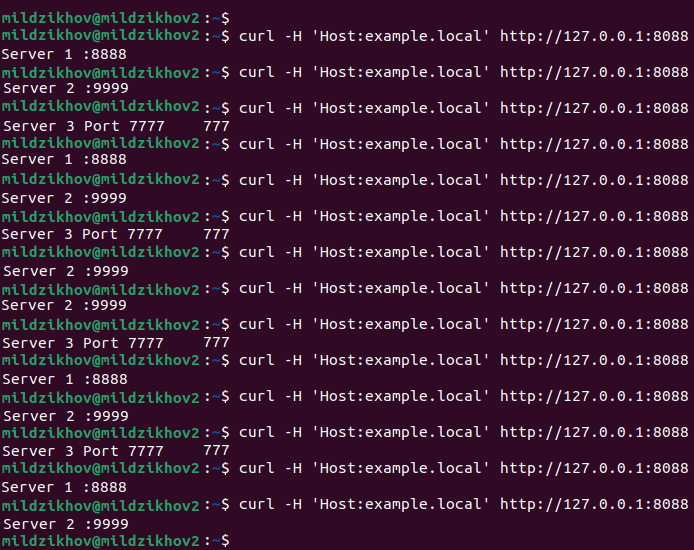 mildzikhov@mildzikhov2:~$
mildzikhov@mildzikhov2:~$ curl -H 'Host:example.local' http://127.0.0.1:8088
Server 1 :8888
mildzikhov@mildzikhov2:~$ curl -H 'Host:example.local' http://127.0.0.1:8088
Server 2 :9999
mildzikhov@mildzikhov2:~$ curl -H 'Host:example.local' http://127.0.0.1:8088
Server 3 Port 7777 777
mildzikhov@mildzikhov2:~$ curl -H 'Host:example.local' http://127.0.0.1:8088
Server 1 :8888
mildzikhov@mildzikhov2:~$ curl -H 'Host:example.local' http://127.0.0.1:8088
Server 2 :9999
mildzikhov@mildzikhov2:~$ curl -H 'Host:example.local' http://127.0.0.1:8088
Server 3 Port 7777 777
mildzikhov@mildzikhov2:~$ curl -H 'Host:example.local' http://127.0.0.1:8088
Server 2 :9999
mildzikhov@mildzikhov2:~$ curl -H 'Host:example.local' http://127.0.0.1:8088
Server 2 :9999
mildzikhov@mildzikhov2:~$ curl -H 'Host:example.local' http://127.0.0.1:8088
Server 3 Port 7777 777
mildzikhov@mildzikhov2:~$ curl -H 'Host:example.local' http://127.0.0.1:8088
Server 1 :8888
mildzikhov@mildzikhov2:~$ curl -H 'Host:example.local' http://127.0.0.1:8088
Server 2 :9999
mildzikhov@mildzikhov2:~$ curl -H 'Host:example.local' http://127.0.0.1:8088
Server 3 Port 7777 777
mildzikhov@mildzikhov2:~$ curl -H 'Host:example.local' http://127.0.0.1:8088
Server 1 :8888
mildzikhov@mildzikhov2:~$ curl -H 'Host:example.local' http://127.0.0.1:8088
Server 2 :9999
mildzikhov@mildzikhov2:~$